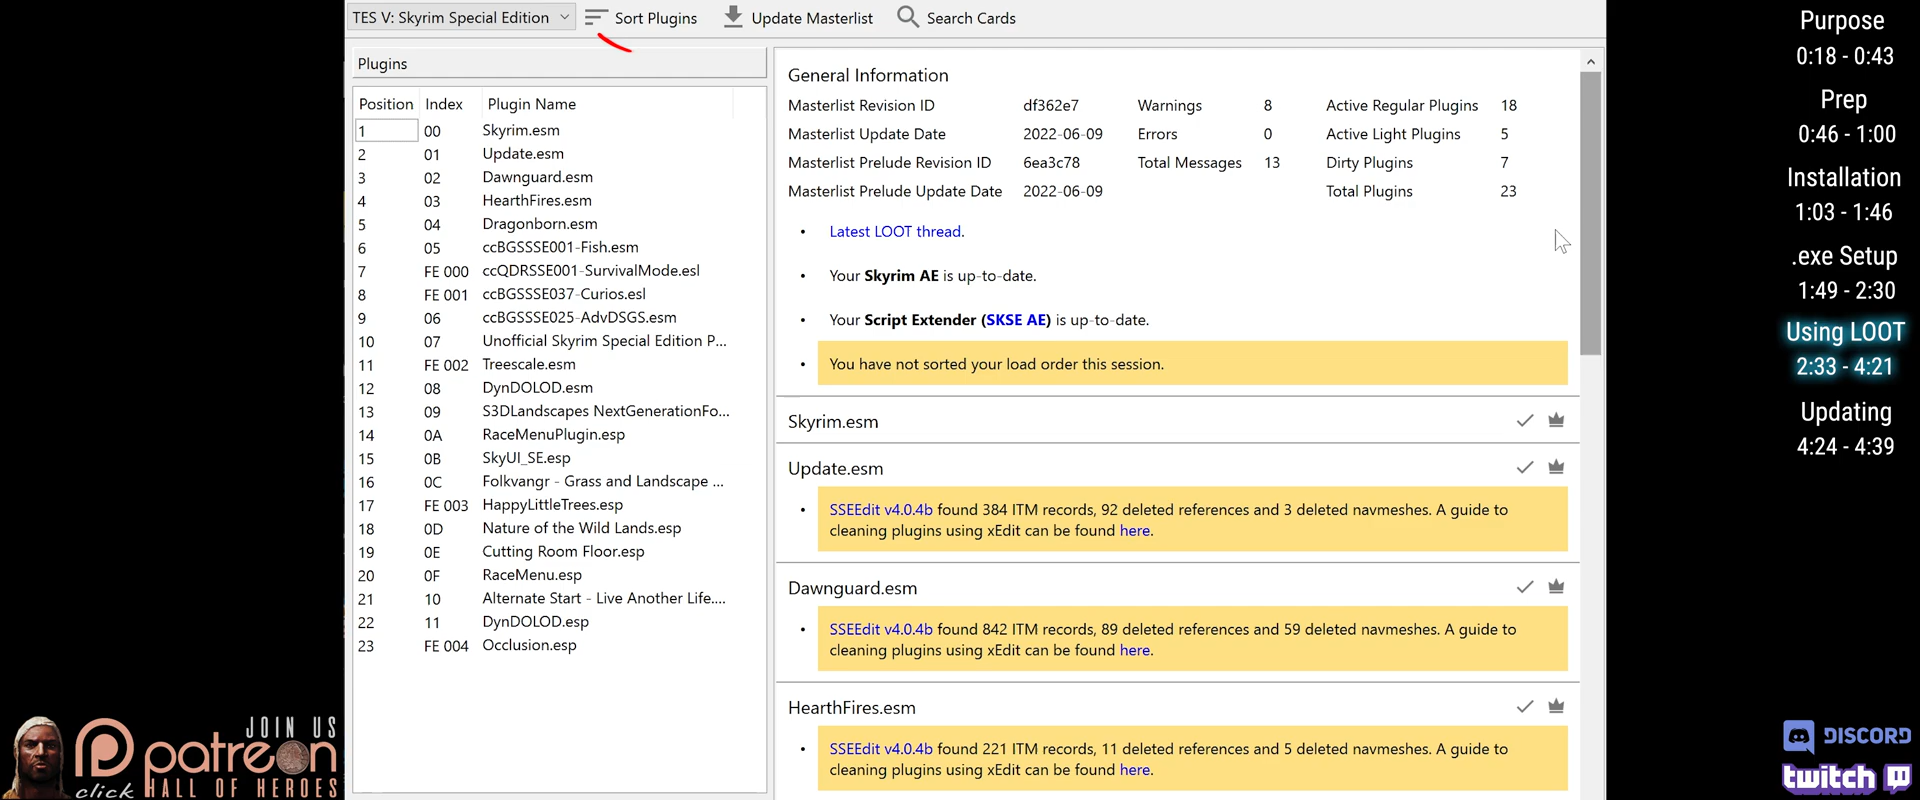 TES V: Skyrim Special Edition
Sort Plugins
Update Masterlist
Search Cards
Plugins
Position Index Plugin Name
1 00 Skyrim.esm
2 01 Update.esm
3 02 Dawnguard.esm
4 03 HearthFires.esm
5 04 Dragonborn.esm
6 05 ccBGSSSE001-Fish.esm
7 FE 000 ccQDRSSE001-SurvivalMode.esl
8 FE 001 ccBGSSSE037-Curios.esl
9 06 ccBGSSSE025-AdvDSGS.esm
10 07 Unofficial Skyrim Special Edition P...
11 FE 002 Treescale.esm
12 08 DynDOLOD.esm
13 09 S3DLandscapes NextGenerationFo...
14 0A RaceMenuPlugin.esp
15 0B SkyUI_SE.esp
16 0C Folkvangr - Grass and Landscape ...
17 FE 003 HappyLittleTrees.esp
18 0D Nature of the Wild Lands.esp
19 0E Cutting Room Floor.esp
20 0F RaceMenu.esp
21 10 Alternate Start - Live Another Life....
22 11 DynDOLOD.esp
23 FE 004 Occlusion.esp
General Information
Masterlist Revision ID df362e7 Warnings 8 Active Regular Plugins 18
Masterlist Update Date 2022-06-09 Errors 0 Active Light Plugins 5
Masterlist Prelude Revision ID 6ea3c78 Total Messages 13 Dirty Plugins 7
Masterlist Prelude Update Date 2022-06-09 Total Plugins 23
• Latest LOOT thread.
• Your Skyrim AE is up-to-date.
• Your Script Extender (SKSE AE) is up-to-date.
• You have not sorted your load order this session.
Skyrim.esm
Update.esm
• SSEEdit v4.0.4b found 384 ITM records, 92 deleted references and 3 deleted navmeshes. A guide to
cleaning plugins using xEdit can be found here.
Dawnguard.esm
• SSEEdit v4.0.4b found 842 ITM records, 89 deleted references and 59 deleted navmeshes. A guide to
cleaning plugins using xEdit can be found here.
HearthFires.esm
• SSEEdit v4.0.4b found 221 ITM records, 11 deleted references and 5 deleted navmeshes. A guide to
cleaning plugins using xEdit can be found here.
Purpose
0:18 - 0:43
Prep
0:46 - 1:00
Installation
1:03 - 1:46
.exe Setup
1:49 - 2:30
Using LOOT
2:33 - 4:21
Updating
4:24 - 4:39
JOIN US
patreon
click HALL OF HEROES
DISCORD
twitch